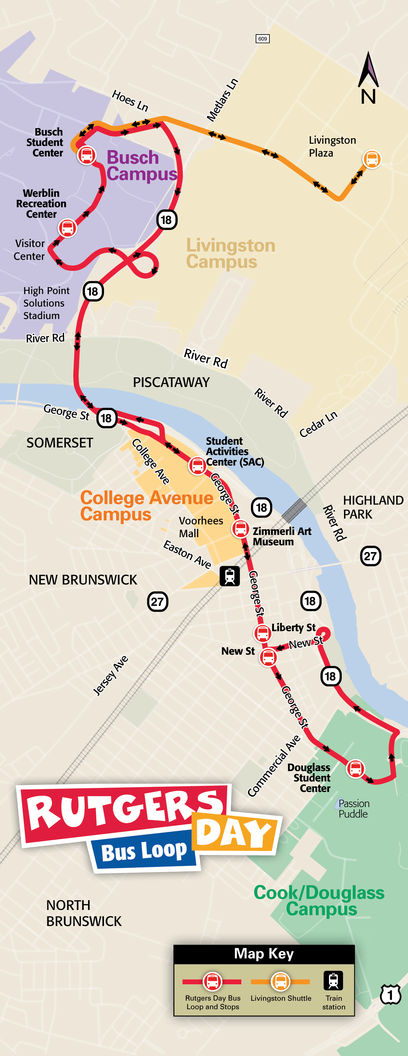 609
Hoes Ln
Metlars Ln
N
Busch
Student
Center
Livingston
Plaza
Busch
Campus
Werblin
Recreation
Center
18
Visitor
Center
Livingston
Campus
High Point
Solutions
Stadium
18
River Rd
River Rd
PISCATAWAY
River Rd
George St
18
Cedar Ln
SOMERSET
College Ave
Student
Activities
Center (SAC)
George St
College Avenue
Campus
18
HIGHLAND
PARK
River Rd
Voorhees
Mall
Zimmerli Art
Museum
Easton Ave
27
NEW BRUNSWICK
George St
27
18
Liberty St
New St
New St
Jersey Ave
18
George St
Commercial Ave
Douglass
Student
Center
Passion
Puddle
RUTGERS
DAY
Bus Loop
Cook/Douglass
Campus
NORTH
BRUNSWICK
Map Key
Rutgers Day Bus
Loop and Stops
Livingston Shuttle
Train
station
1